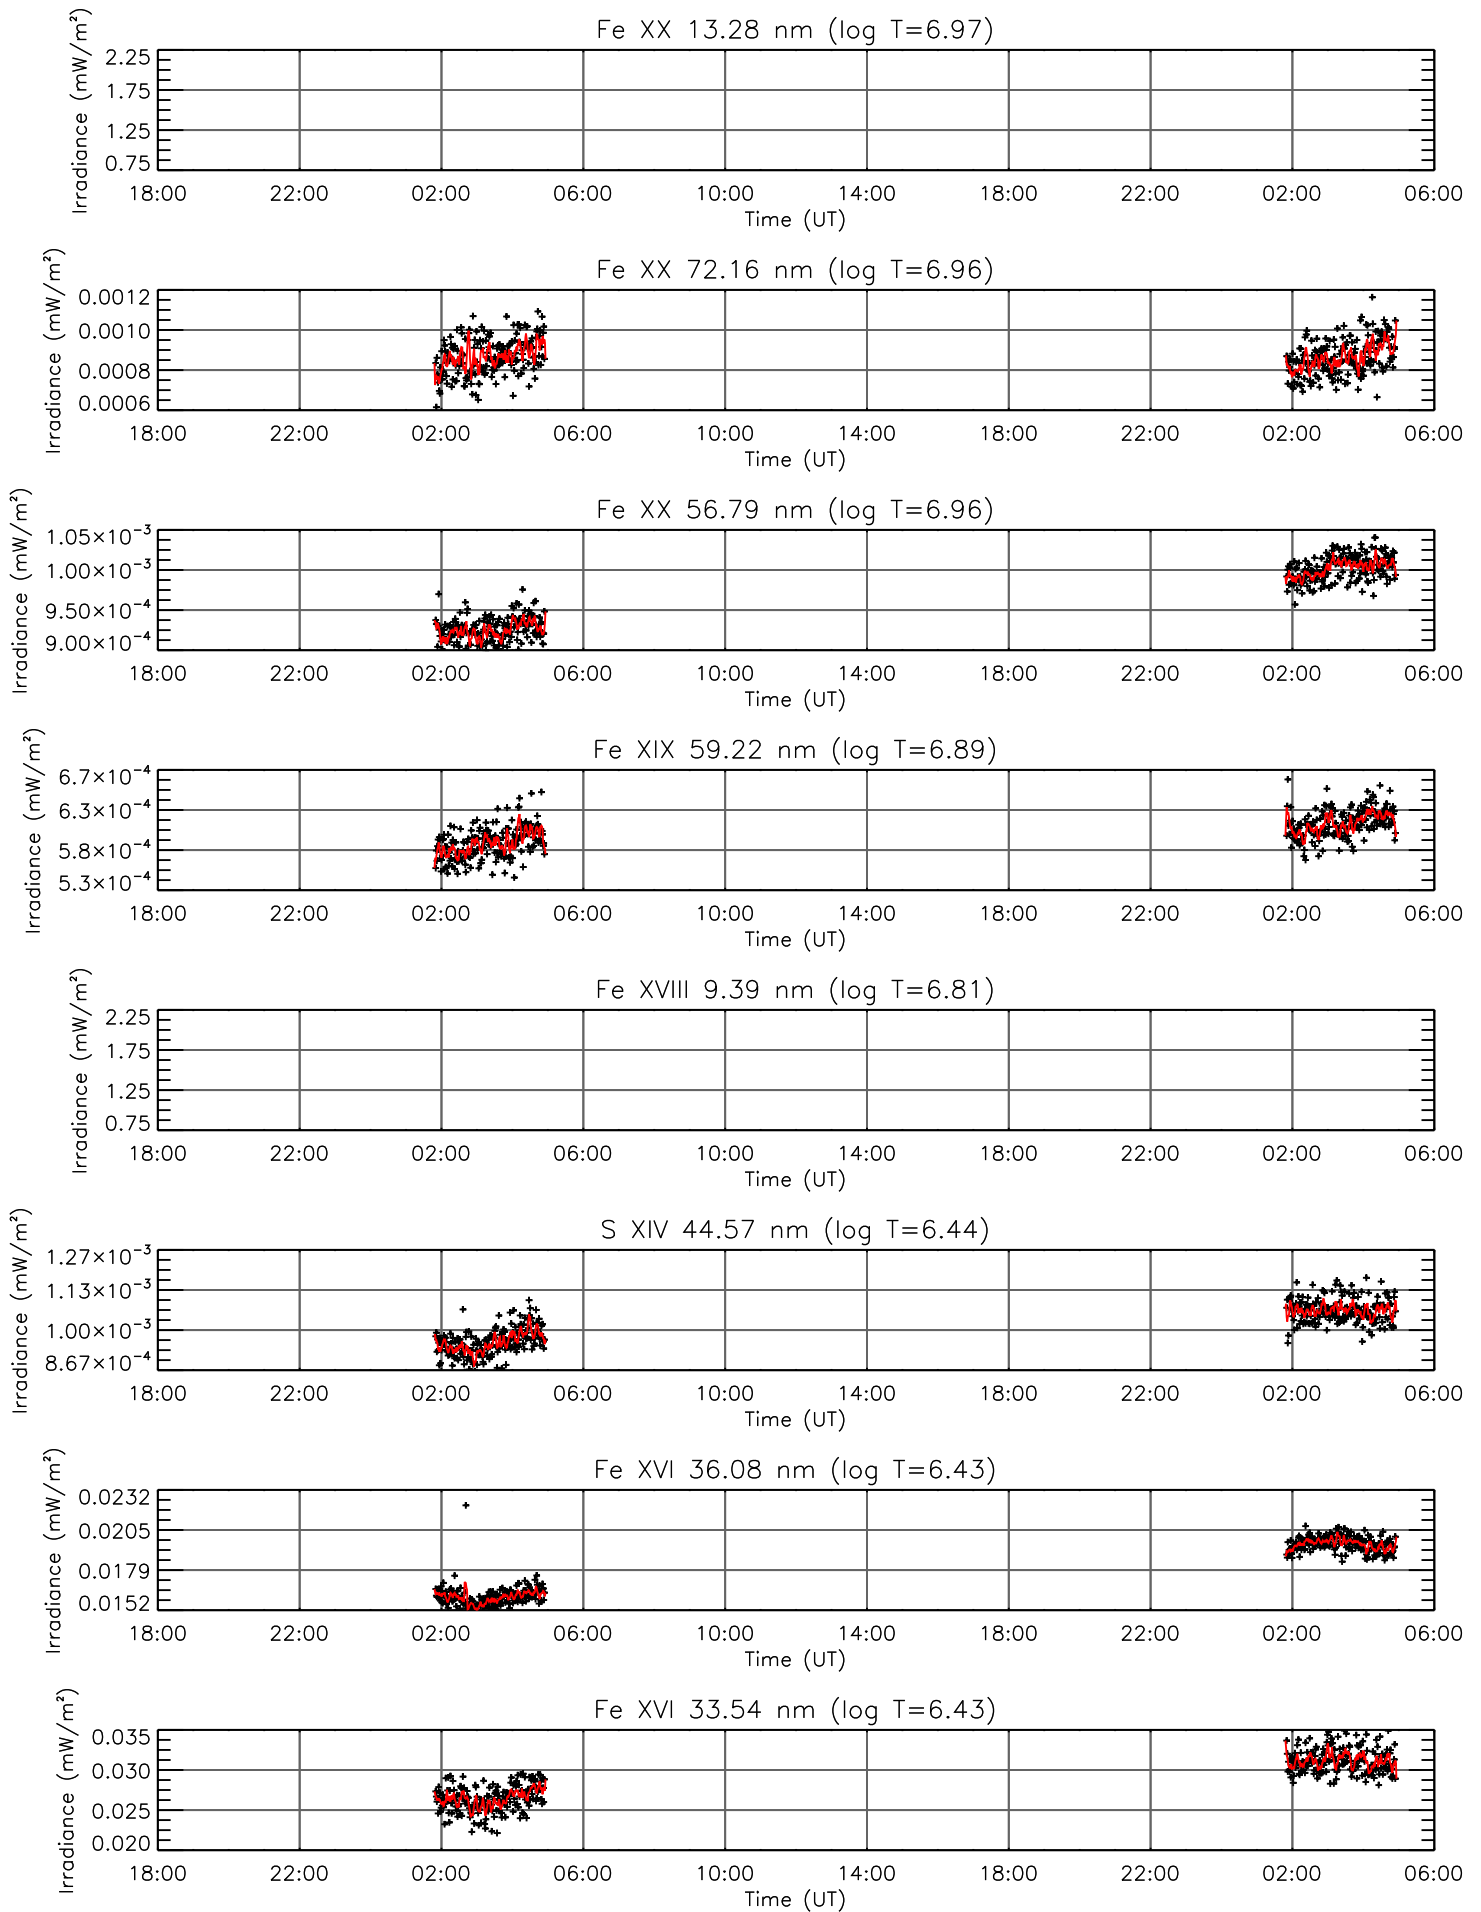 Fe XX 13.28 nm (log T=6.97)
Irradiance (mW/m²)
2.25
1.75
1.25
0.75
18:00 22:00 02:00 06:00 10:00 14:00 18:00 22:00 02:00 06:00
Time (UT)
Fe XX 72.16 nm (log T=6.96)
Irradiance (mW/m²)
0.0012
0.0010
0.0008
0.0006
18:00 22:00 02:00 06:00 10:00 14:00 18:00 22:00 02:00 06:00
Time (UT)
Fe XX 56.79 nm (log T=6.96)
Irradiance (mW/m²)
1.05×10⁻³
1.00×10⁻³
9.50×10⁻⁴
9.00×10⁻⁴
18:00 22:00 02:00 06:00 10:00 14:00 18:00 22:00 02:00 06:00
Time (UT)
Fe XIX 59.22 nm (log T=6.89)
Irradiance (mW/m²)
6.7×10⁻⁴
6.3×10⁻⁴
5.8×10⁻⁴
5.3×10⁻⁴
18:00 22:00 02:00 06:00 10:00 14:00 18:00 22:00 02:00 06:00
Time (UT)
Fe XVIII 9.39 nm (log T=6.81)
Irradiance (mW/m²)
2.25
1.75
1.25
0.75
18:00 22:00 02:00 06:00 10:00 14:00 18:00 22:00 02:00 06:00
Time (UT)
S XIV 44.57 nm (log T=6.44)
Irradiance (mW/m²)
1.27×10⁻³
1.13×10⁻³
1.00×10⁻³
8.67×10⁻⁴
18:00 22:00 02:00 06:00 10:00 14:00 18:00 22:00 02:00 06:00
Time (UT)
Fe XVI 36.08 nm (log T=6.43)
Irradiance (mW/m²)
0.0232
0.0205
0.0179
0.0152
18:00 22:00 02:00 06:00 10:00 14:00 18:00 22:00 02:00 06:00
Time (UT)
Fe XVI 33.54 nm (log T=6.43)
Irradiance (mW/m²)
0.035
0.030
0.025
0.020
18:00 22:00 02:00 06:00 10:00 14:00 18:00 22:00 02:00 06:00
Time (UT)